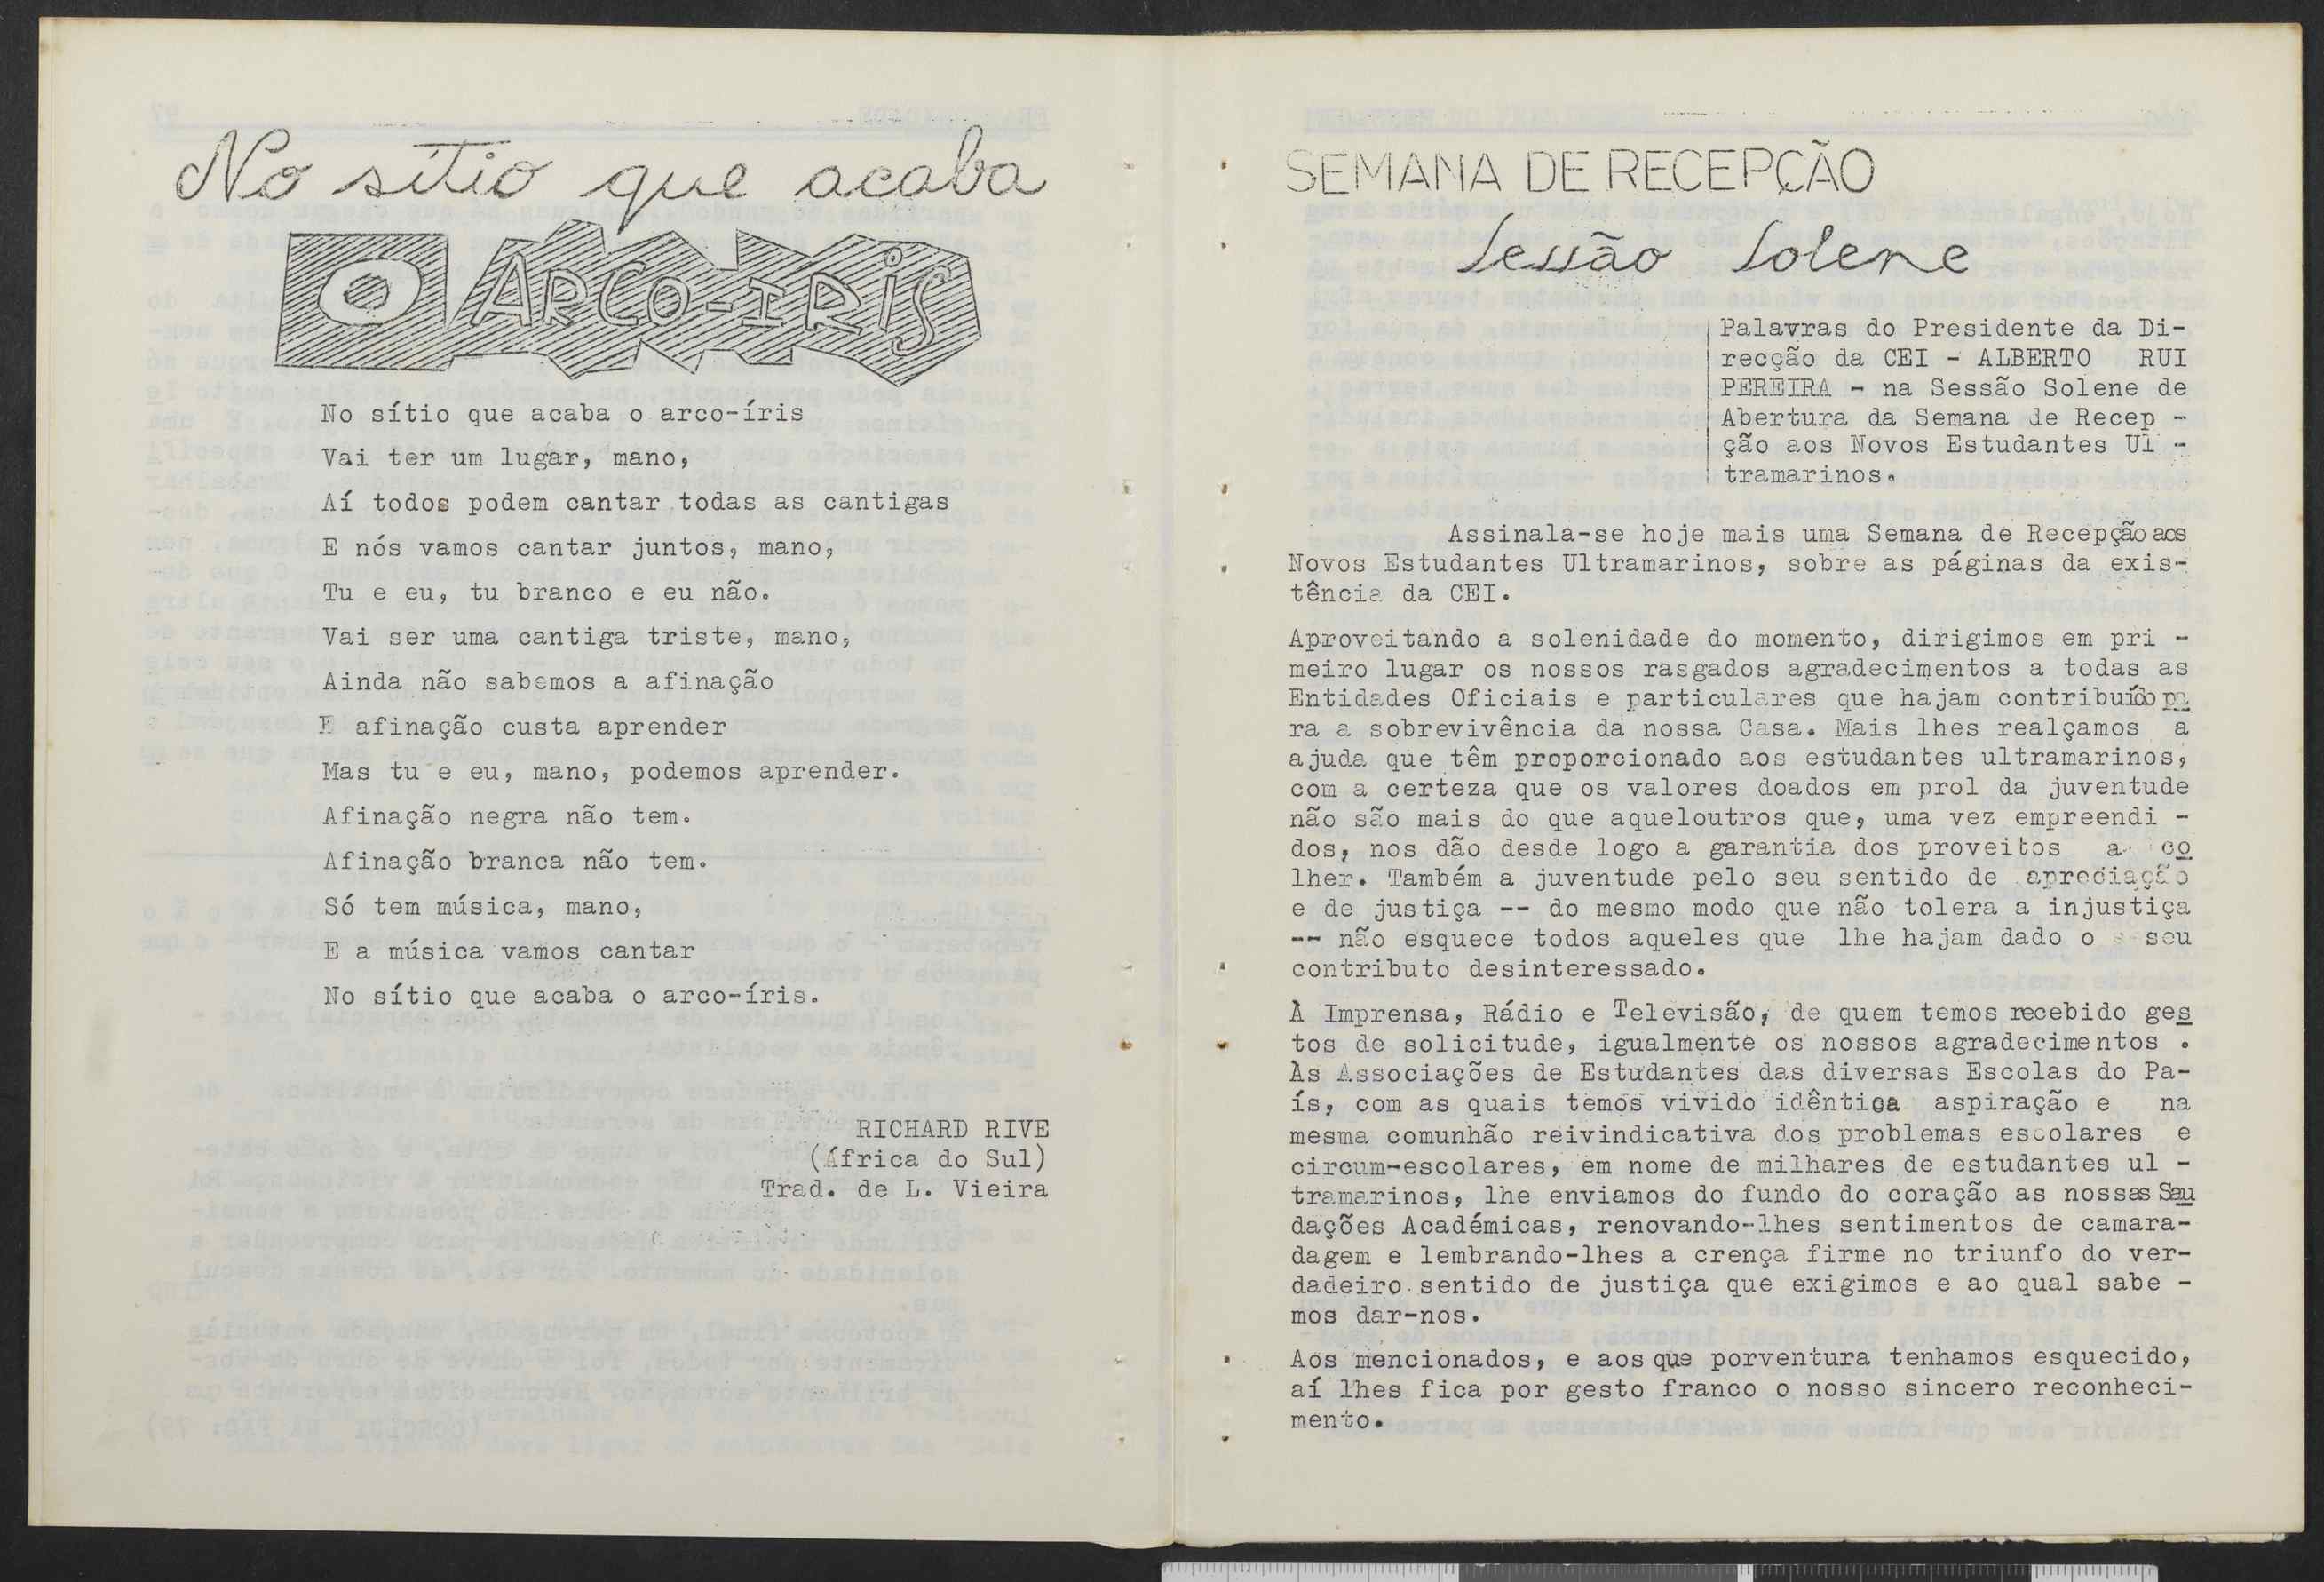 No sítio que acaba
O ARCO-IRIS
No sítio que acaba o arco-íris
Vai ter um lugar, mano,
Aí todos podem cantar todas as cantigas
E nós vamos cantar juntos, mano,
Tu e eu, tu branco e eu não.
Vai ser uma cantiga triste, mano,
Ainda não sabemos a afinação
E afinação custa aprender
Mas tu e eu, mano, podemos aprender.
Afinação negra não tem.
Afinação branca não tem.
Só tem música, mano,
E a música vamos cantar
No sítio que acaba o arco-íris.
RICHARD RIVE
(África do Sul)
Trad. de L. Vieira
SEMANA DE RECEPÇÃO
Sessão Solene
Palavras do Presidente da Di-
recção da CEI - ALBERTO RUI
PEREIRA - na Sessão Solene de
Abertura da Semana de Recep -
ção aos Novos Estudantes Ul -
tramarinos.
Assinala-se hoje mais uma Semana de Recepção aos
Novos Estudantes Ultramarinos, sobre as páginas da exis-
tência da CEI.
Aproveitando a solenidade do momento, dirigimos em pri -
meiro lugar os nossos rasgados agradecimentos a todas as
Entidades Oficiais e particulares que hajam contribuído pa
ra a sobrevivência da nossa Casa. Mais lhes realçamos a
ajuda que têm proporcionado aos estudantes ultramarinos,
com a certeza que os valores doados em prol da juventude
não são mais do que aqueloutros que, uma vez empreendi -
dos, nos dão desde logo a garantia dos proveitos a co
lher. Também a juventude pelo seu sentido de apreciação
e de justiça -- do mesmo modo que não tolera a injustiça
-- não esquece todos aqueles que lhe hajam dado o seu
contributo desinteressado.
À Imprensa, Rádio e Televisão, de quem temos recebido ges
tos de solicitude, igualmente os nossos agradecimentos .
Às Associações de Estudantes das diversas Escolas do Pa-
ís, com as quais temos vivido idêntica aspiração e na
mesma comunhão reivindicativa dos problemas escolares e
circum-escolares, em nome de milhares de estudantes ul -
tramarinos, lhe enviamos do fundo do coração as nossas Sau
dações Académicas, renovando-lhes sentimentos de camara-
dagem e lembrando-lhes a crença firme no triunfo do ver-
dadeiro sentido de justiça que exigimos e ao qual sabe -
mos dar-nos.
Aos mencionados, e aos que porventura tenhamos esquecido,
aí lhes fica por gesto franco o nosso sincero reconheci-
mento.